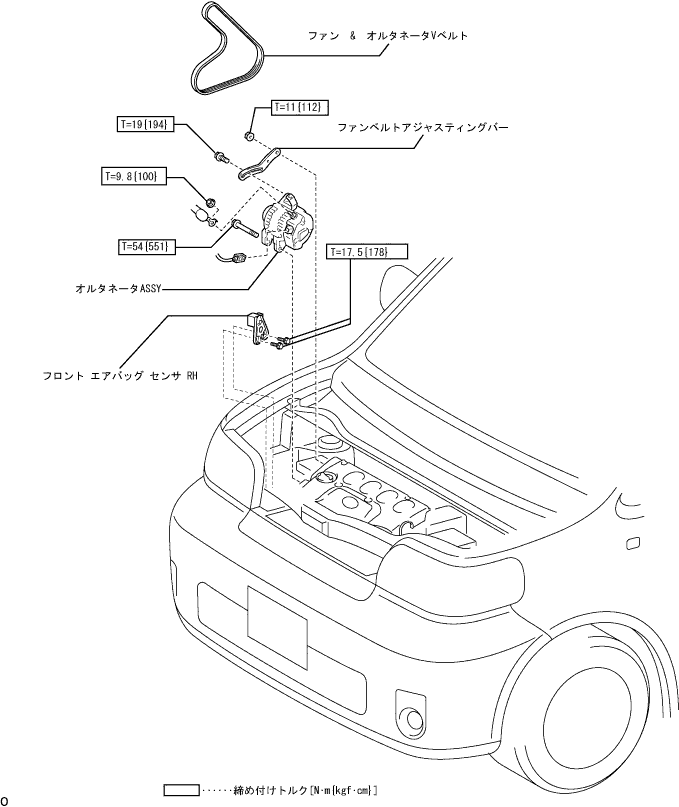 ファン & オルタネータVベルト
T=11{112}
T=19{194}
ファンベルトアジャスティングバー
T=9.8{100}
T=54{551}
T=17.5{178}
オルタネータASSY
フロント エアバッグ センサ RH
······締め付けトルク[N·m{kgf·cm}]
o